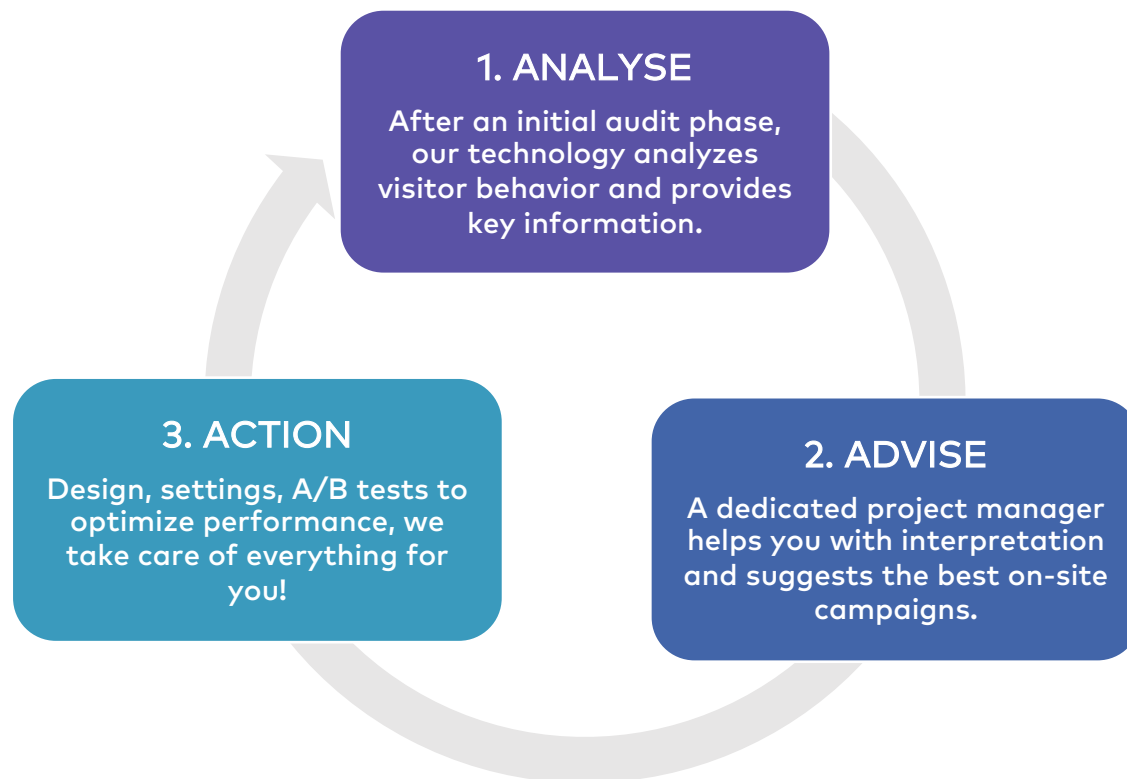 1. ANALYSE
After an initial audit phase,
our technology analyzes
visitor behavior and provides
key information.
2. ADVISE
A dedicated project manager
helps you with interpretation
and suggests the best on-site
campaigns.
3. ACTION
Design, settings, A/B tests to
optimize performance, we
take care of everything for
you!